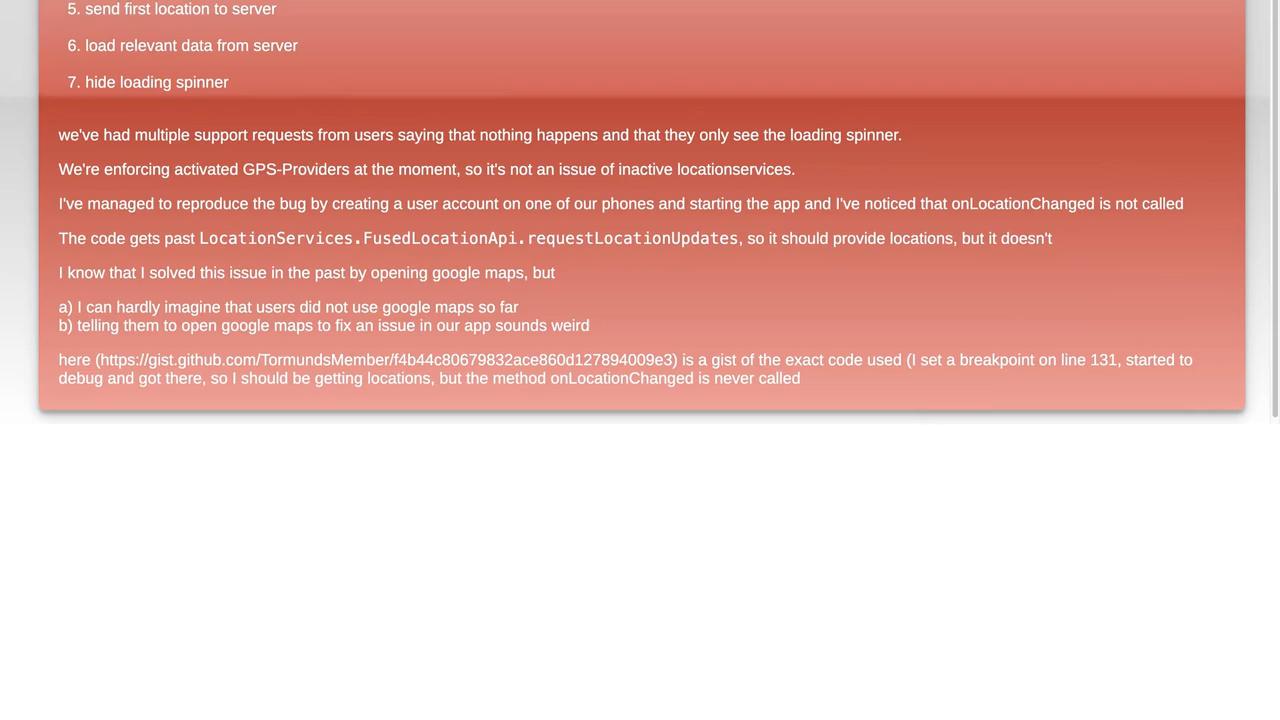 5. send first location to server
6. load relevant data from server
7. hide loading spinner
we've had multiple support requests from users saying that nothing happens and that they only see the loading spinner.
We're enforcing activated GPS-Providers at the moment, so it's not an issue of inactive locationservices.
I've managed to reproduce the bug by creating a user account on one of our phones and starting the app and I've noticed that onLocationChanged is not called
The code gets past LocationServices.FusedLocationApi.requestLocationUpdates, so it should provide locations, but it doesn't
I know that I solved this issue in the past by opening google maps, but
a) I can hardly imagine that users did not use google maps so far
b) telling them to open google maps to fix an issue in our app sounds weird
here (https://gist.github.com/TormundsMember/f4b44c80679832ace860d127894009e3) is a gist of the exact code used (I set a breakpoint on line 131, started to
debug and got there, so I should be getting locations, but the method onLocationChanged is never called